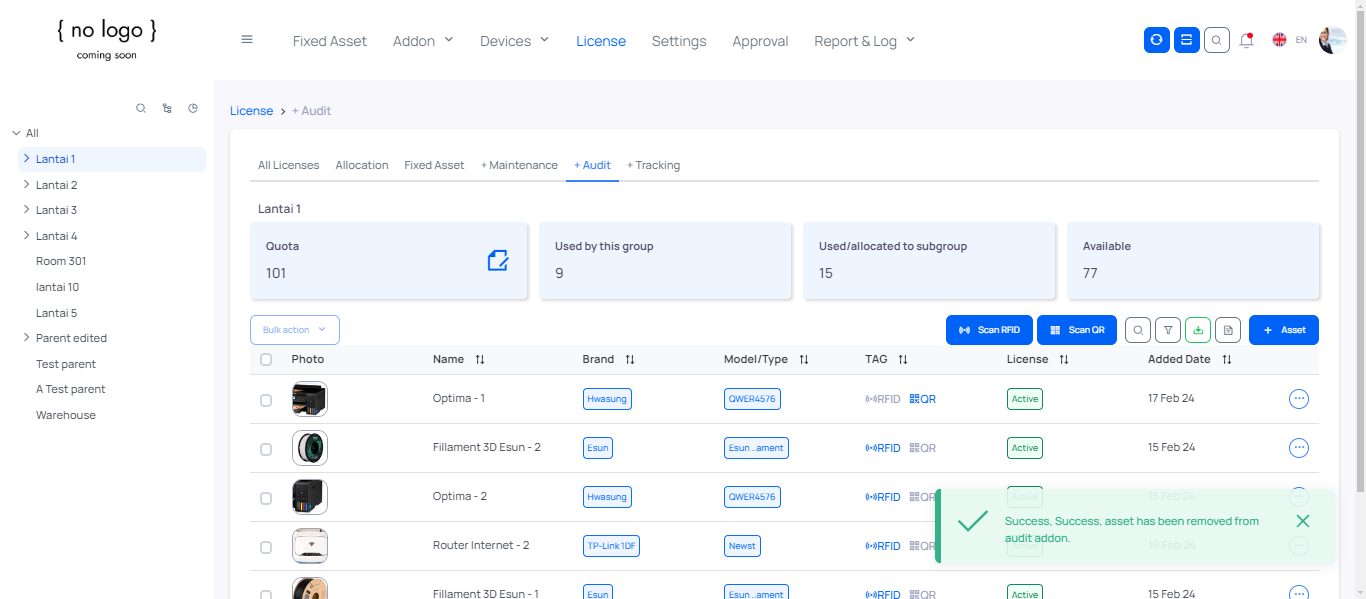 { no logo }
coming soon
Fixed Asset Addon Devices License Settings Approval Report & Log EN
All
Lantai 1
Lantai 2
Lantai 3
Lantai 4
Room 301
lantai 10
Lantai 5
Parent edited
Test parent
A Test parent
Warehouse
License > + Audit
All Licenses Allocation Fixed Asset + Maintenance + Audit + Tracking
Lantai 1
Quota Used by this group Used/allocated to subgroup Available
101 9 15 77
Bulk action Scan RFID Scan QR + Asset
Photo Name Brand Model/Type TAG License Added Date
Optima - 1 Hwasung QWER4576 RFID QR Active 17 Feb 24
Fillament 3D Esun - 2 Esun Esun ..ament RFID QR Active 15 Feb 24
Optima - 2 Hwasung QWER4576 RFID QR Active 15 Feb 24
Router Internet - 2 TP-Link 1DF Newst RFID QR Active 19 Feb 24
Fillament 3D Esun - 1 Esun Esun ..ament RFID QR Active 15 Feb 24
Success, Success, asset has been removed from
audit addon.